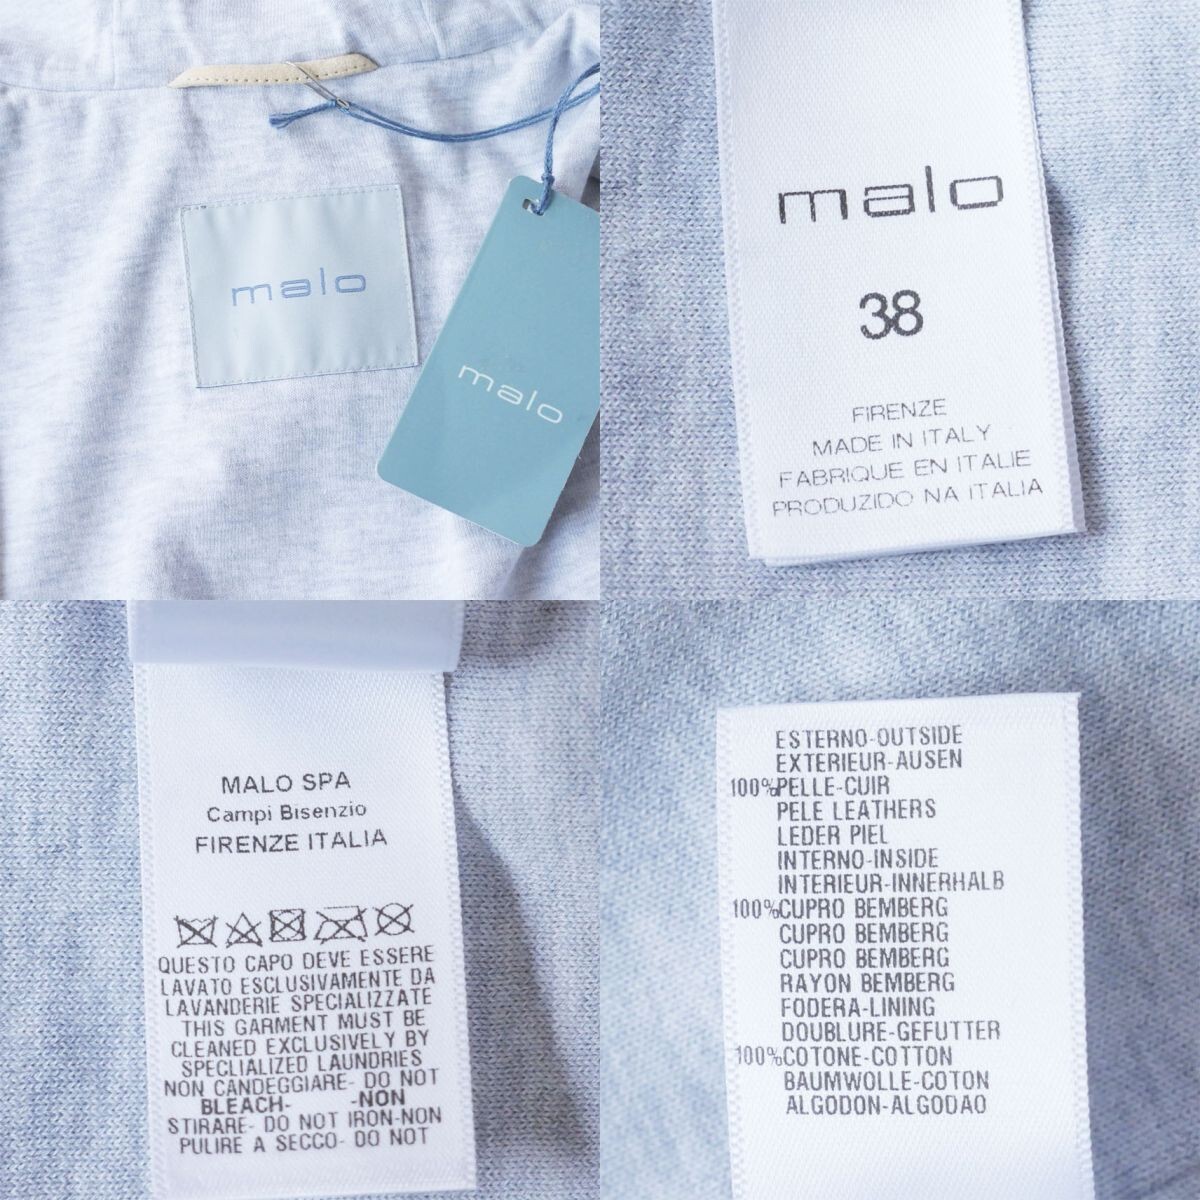 malo
malo
malo
38
FIRENZE
MADE IN ITALY
FABRIQUE EN ITALIE
PRODUZIDO NA ITALIA
MALO SPA
Campi Bisenzio
FIRENZE ITALIA
QUESTO CAPO DEVE ESSERE
LAVATO ESCLUSIVAMENTE DA
LAVANDERIE SPECIALIZZATE
THIS GARMENT MUST BE
CLEANED EXCLUSIVELY BY
SPECLIALIZED LAUNDRIES
NON CANDEGGIARE- DO NOT
BLEACH- -NON
STIRARE- DO NOT IRON-NON
PULIRE A SECCO- DO NOT
ESTERNO-OUTSIDE
EXTERIEUR-AUSEN
100%PELLE-CUIR
PELE LEATHERS
LEDER PIEL
INTERNO-INSIDE
INTERIEUR-INNERHALB
100%CUPRO BEMBERG
CUPRO BEMBERG
CUPRO BEMBERG
RAYON BEMBERG
FODERA-LINING
DOUBLURE-GEFUTTER
100%COTONE-COTTON
BAUMWOLLE-COTON
ALGODON-ALGODAO